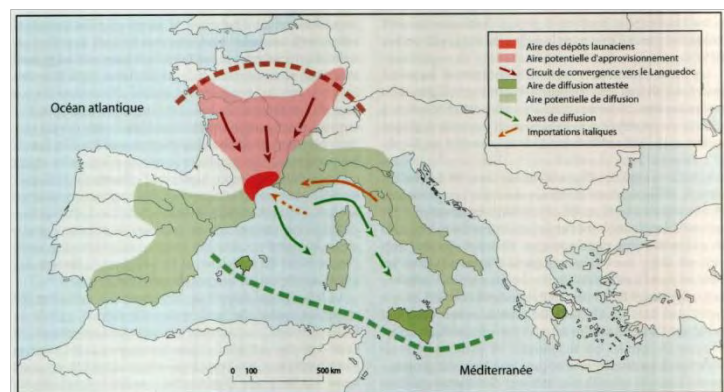 Aire des dépôts launaciens
Aire potentielle d'approvisionnement
Circuit de convergence vers le Languedoc
Aire de diffusion attestée
Aire potentielle de diffusion
Axes de diffusion
Importations italiques
Océan atlantique
0 100 500 km
Méditerranée